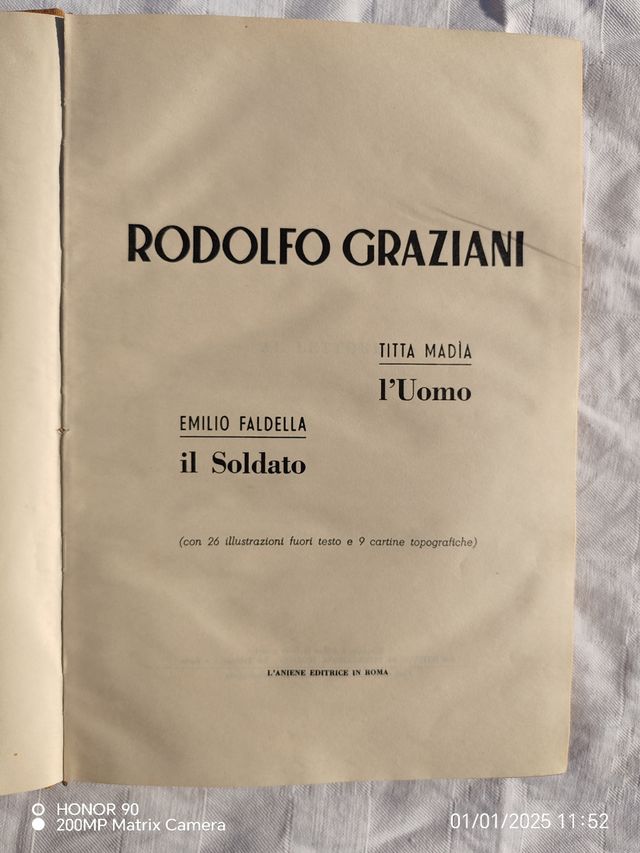 RODOLFO GRAZIANI
TITTA MADÌA
l'Uomo
EMILIO FALDELLA
il Soldato
(con 26 illustrazioni fuori testo e 9 cartine topografiche)
L'ANIENE EDITRICE IN ROMA
HONOR 90
200MP Matrix Camera
01/01/2025 11:52